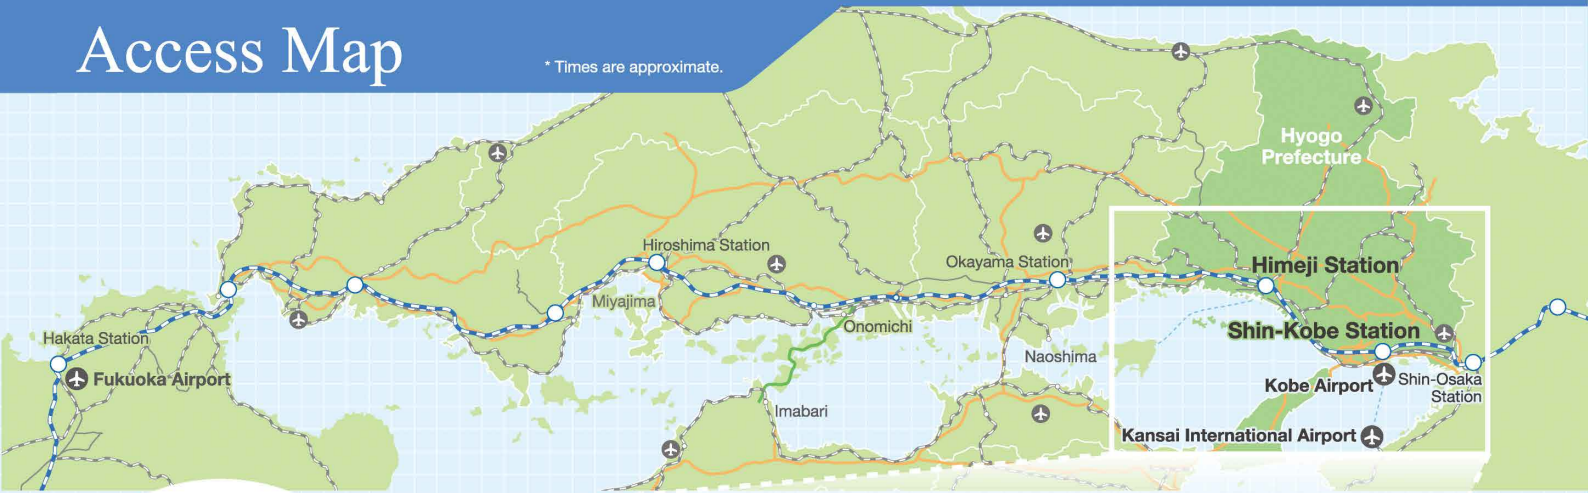 Access Map
* Times are approximate.
Hyogo
Prefecture
Hiroshima Station
Okayama Station
Himeji Station
Miyajima
Shin-Kobe Station
Onomichi
Hakata Station
Naoshima
Fukuoka Airport
Kobe Airport
Shin-Osaka
Station
Imabari
Kansai International Airport